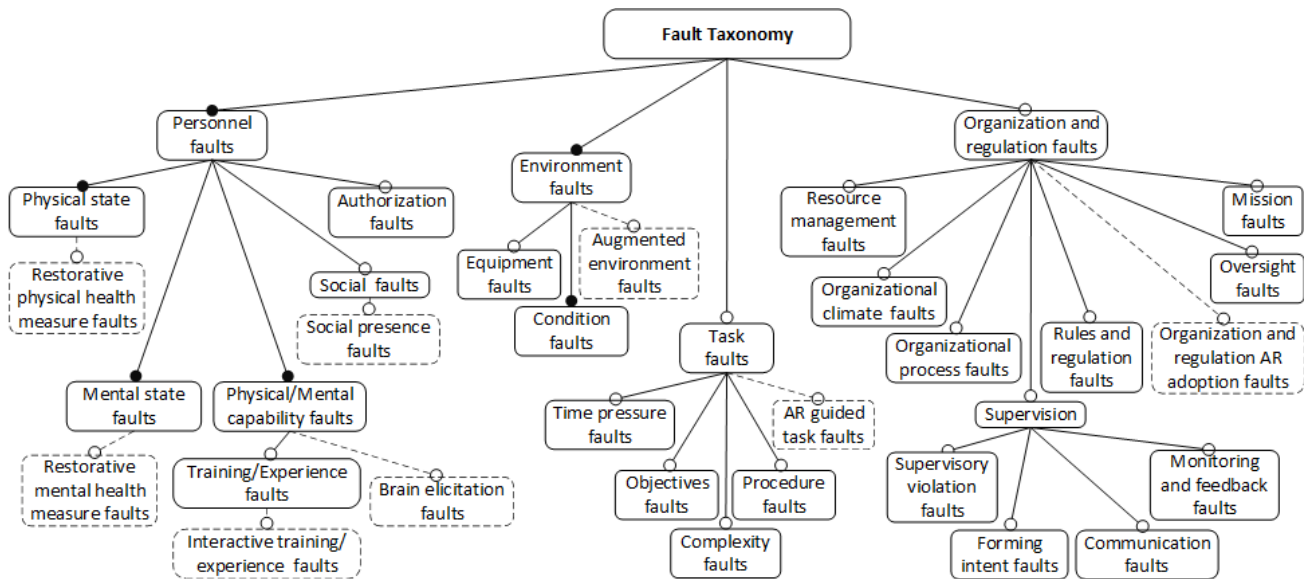 Fault Taxonomy
Personnel
faults
Organization and
regulation faults
Environment
faults
Physical state
faults
Authorization
faults
Resource
management
faults
Mission
faults
Restorative
physical health
measure faults
Social faults
Equipment
faults
Augmented
environment
faults
Oversight
faults
Social presence
faults
Condition
faults
Organizational
climate faults
Task
faults
Organizational
process faults
Rules and
regulation
faults
Organization and
regulation AR
adoption faults
Mental state
faults
Physical/Mental
capability faults
Time pressure
faults
AR guided
task faults
Supervision
Restorative
mental health
measure faults
Training/Experience
faults
Brain elicitation
faults
Objectives
faults
Procedure
faults
Supervisory
violation
faults
Monitoring
and feedback
faults
Interactive training/
experience faults
Complexity
faults
Forming
intent faults
Communication
faults